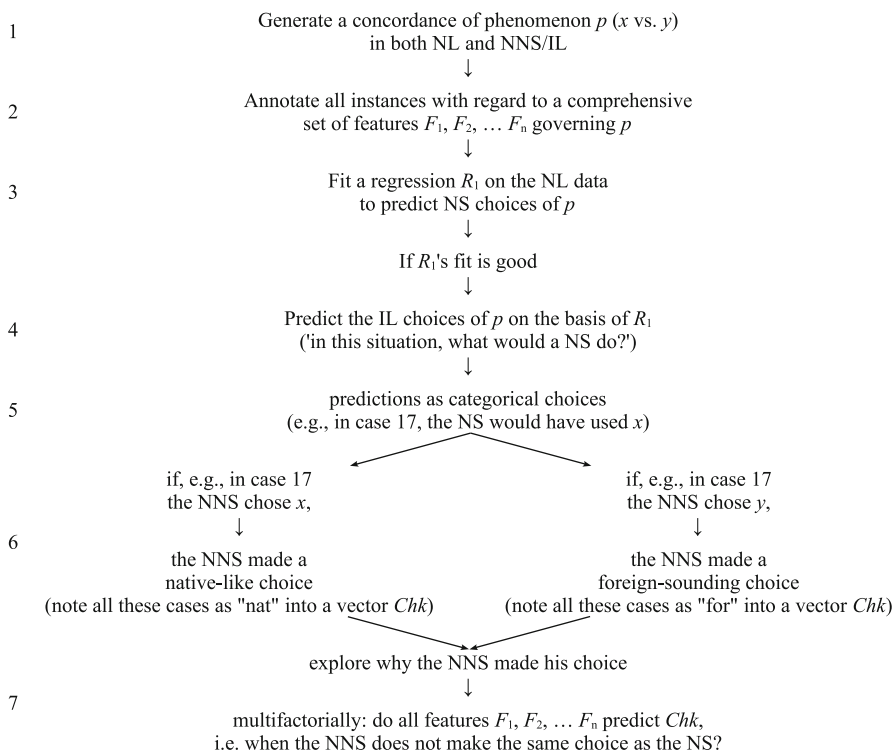 1
Generate a concordance of phenomenon p (x vs. y)
in both NL and NNS/IL
↓
2
Annotate all instances with regard to a comprehensive
set of features F₁, F₂, … Fₙ governing p
↓
3
Fit a regression R₁ on the NL data
to predict NS choices of p
↓
If R₁'s fit is good
↓
4
Predict the IL choices of p on the basis of R₁
('in this situation, what would a NS do?')
↓
5
predictions as categorical choices
(e.g., in case 17, the NS would have used x)
6
if, e.g., in case 17
the NNS chose x,
↓
the NNS made a
native-like choice
(note all these cases as "nat" into a vector Chk)
if, e.g., in case 17
the NNS chose y,
↓
the NNS made a
foreign-sounding choice
(note all these cases as "for" into a vector Chk)
7
explore why the NNS made his choice
↓
multifactorially: do all features F₁, F₂, … Fₙ predict Chk,
i.e. when the NNS does not make the same choice as the NS?